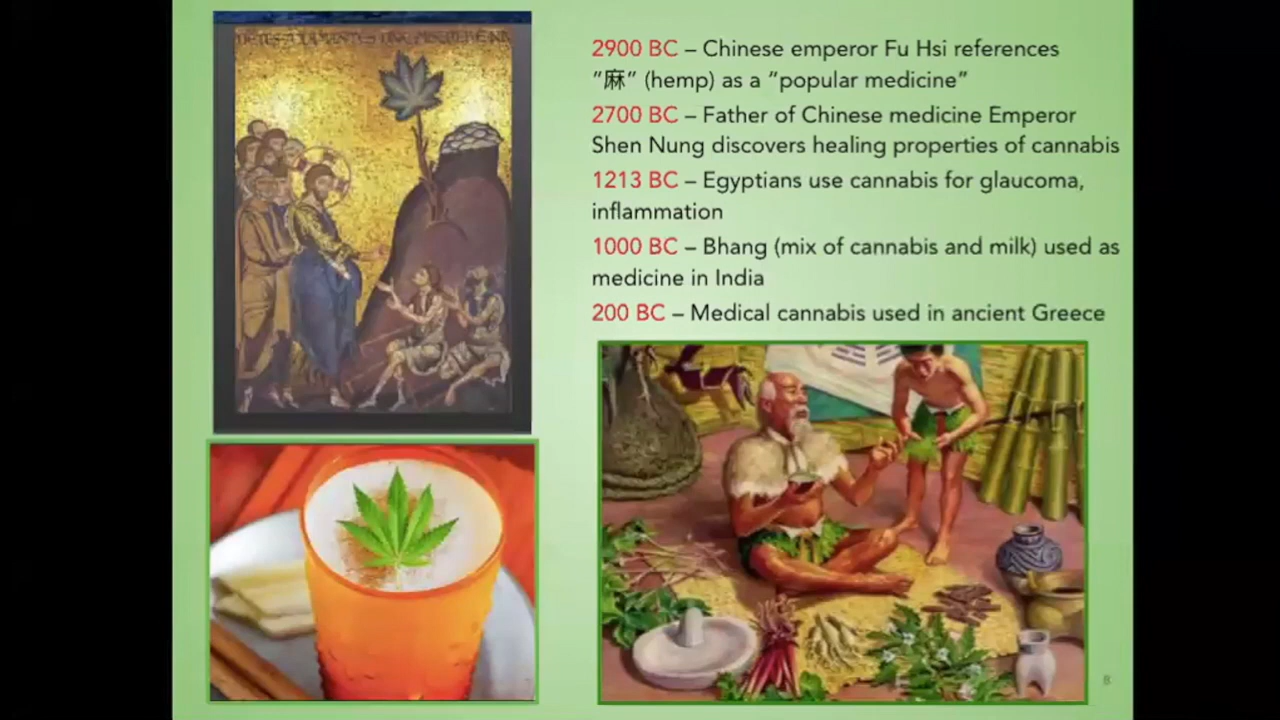 2900 BC – Chinese emperor Fu Hsi references
“麻” (hemp) as a “popular medicine”
2700 BC – Father of Chinese medicine Emperor
Shen Nung discovers healing properties of cannabis
1213 BC – Egyptians use cannabis for glaucoma,
inflammation
1000 BC – Bhang (mix of cannabis and milk) used as
medicine in India
200 BC – Medical cannabis used in ancient Greece
8